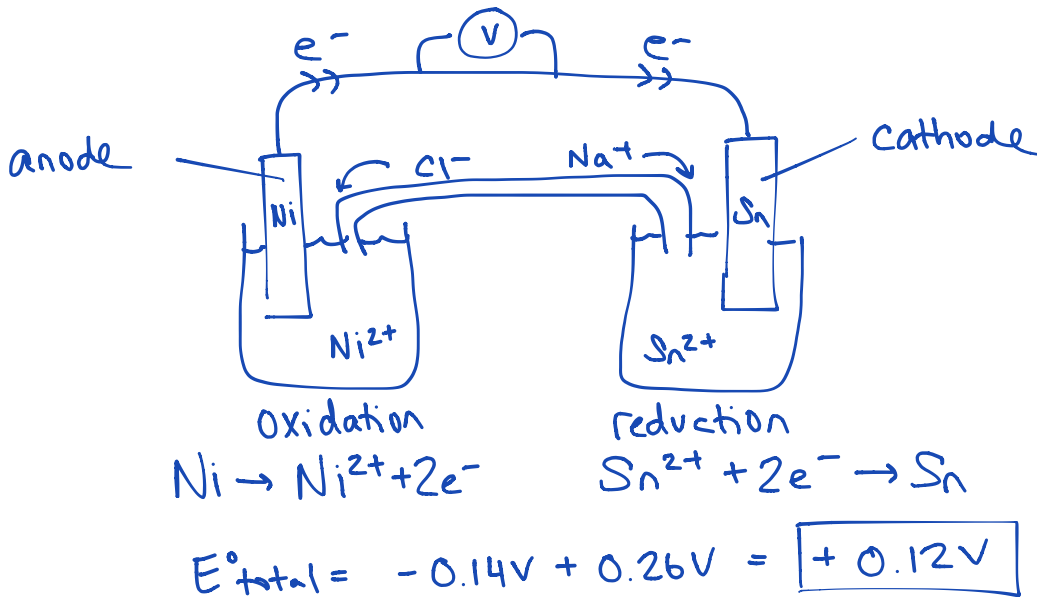 V
e⁻ e⁻
anode Cl⁻ Na⁺ cathode
Ni Sn
Ni²⁺ Sn²⁺
oxidation reduction
Ni → Ni²⁺ + 2e⁻ Sn²⁺ + 2e⁻ → Sn
E°total = - 0.14V + 0.26V = + 0.12V